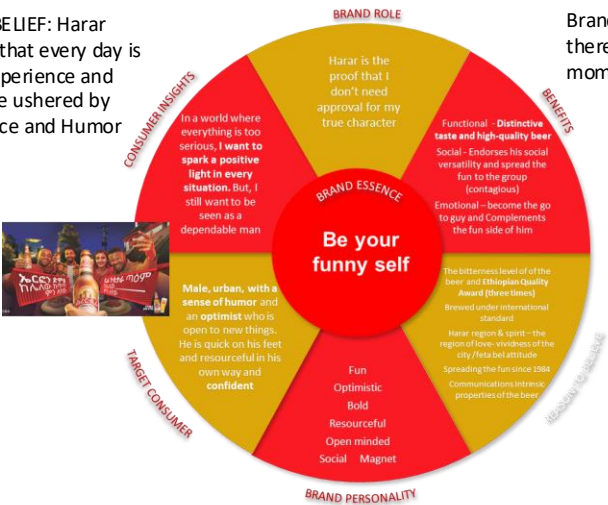 ELIEF: Harar
that every day is
perience and
e ushered by
ce and Humor
Bran
there
mom
BRAND ROLE
Harar is the
proof that I
don't need
approval for my
true character
CONSUMER INSIGHTS
In a world where
everything is too
serious, I want to
spark a positive
light in every
situation. But, I
still want to be
seen as a
dependable man
BENEFITS
Functional - Distinctive
taste and high-quality beer
Social - Endorses his social
versatility and spread the
fun to the group
(contagious)
Emotional – become the go
to guy and Complements
the fun side of him
BRAND ESSENCE
Be your
funny self
Male, urban, with a
sense of humor and
an optimist who is
open to new things.
He is quick on his feet
and resourceful in his
own way and
confident
TARGET CONSUMER
The bitterness level of of the
beer and Ethiopian Quality
Award (three times)
Brewed under international
standard
Harar region & spirit – the
region of love- vividness of the
city /feta bel attitude
Spreading the fun since 1984
Communications intrinsic
properties of the beer
REASON TO BELIEVE
Fun
Optimistic
Bold
Resourceful
Open minded
Social Magnet
BRAND PERSONALITY